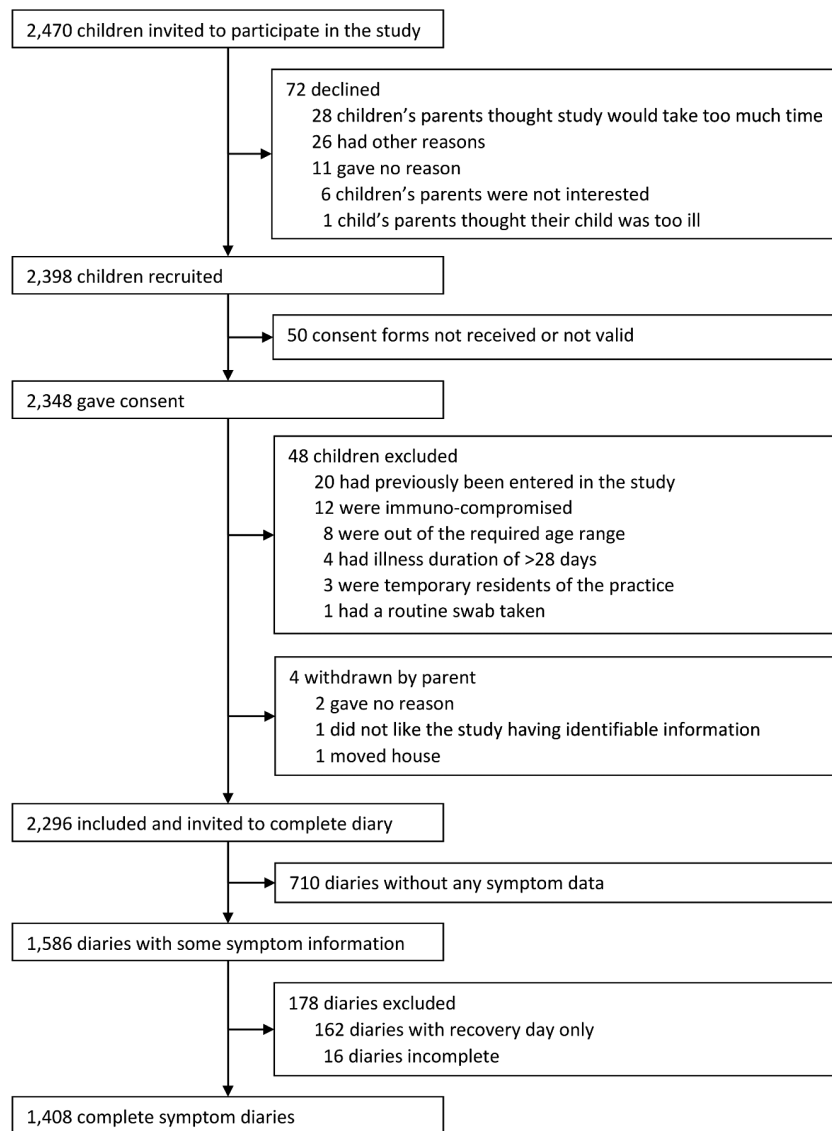 2,470 children invited to participate in the study
72 declined
28 children's parents thought study would take too much time
26 had other reasons
11 gave no reason
6 children's parents were not interested
1 child's parents thought their child was too ill
2,398 children recruited
50 consent forms not received or not valid
2,348 gave consent
48 children excluded
20 had previously been entered in the study
12 were immuno-compromised
8 were out of the required age range
4 had illness duration of >28 days
3 were temporary residents of the practice
1 had a routine swab taken
4 withdrawn by parent
2 gave no reason
1 did not like the study having identifiable information
1 moved house
2,296 included and invited to complete diary
710 diaries without any symptom data
1,586 diaries with some symptom information
178 diaries excluded
162 diaries with recovery day only
16 diaries incomplete
1,408 complete symptom diaries